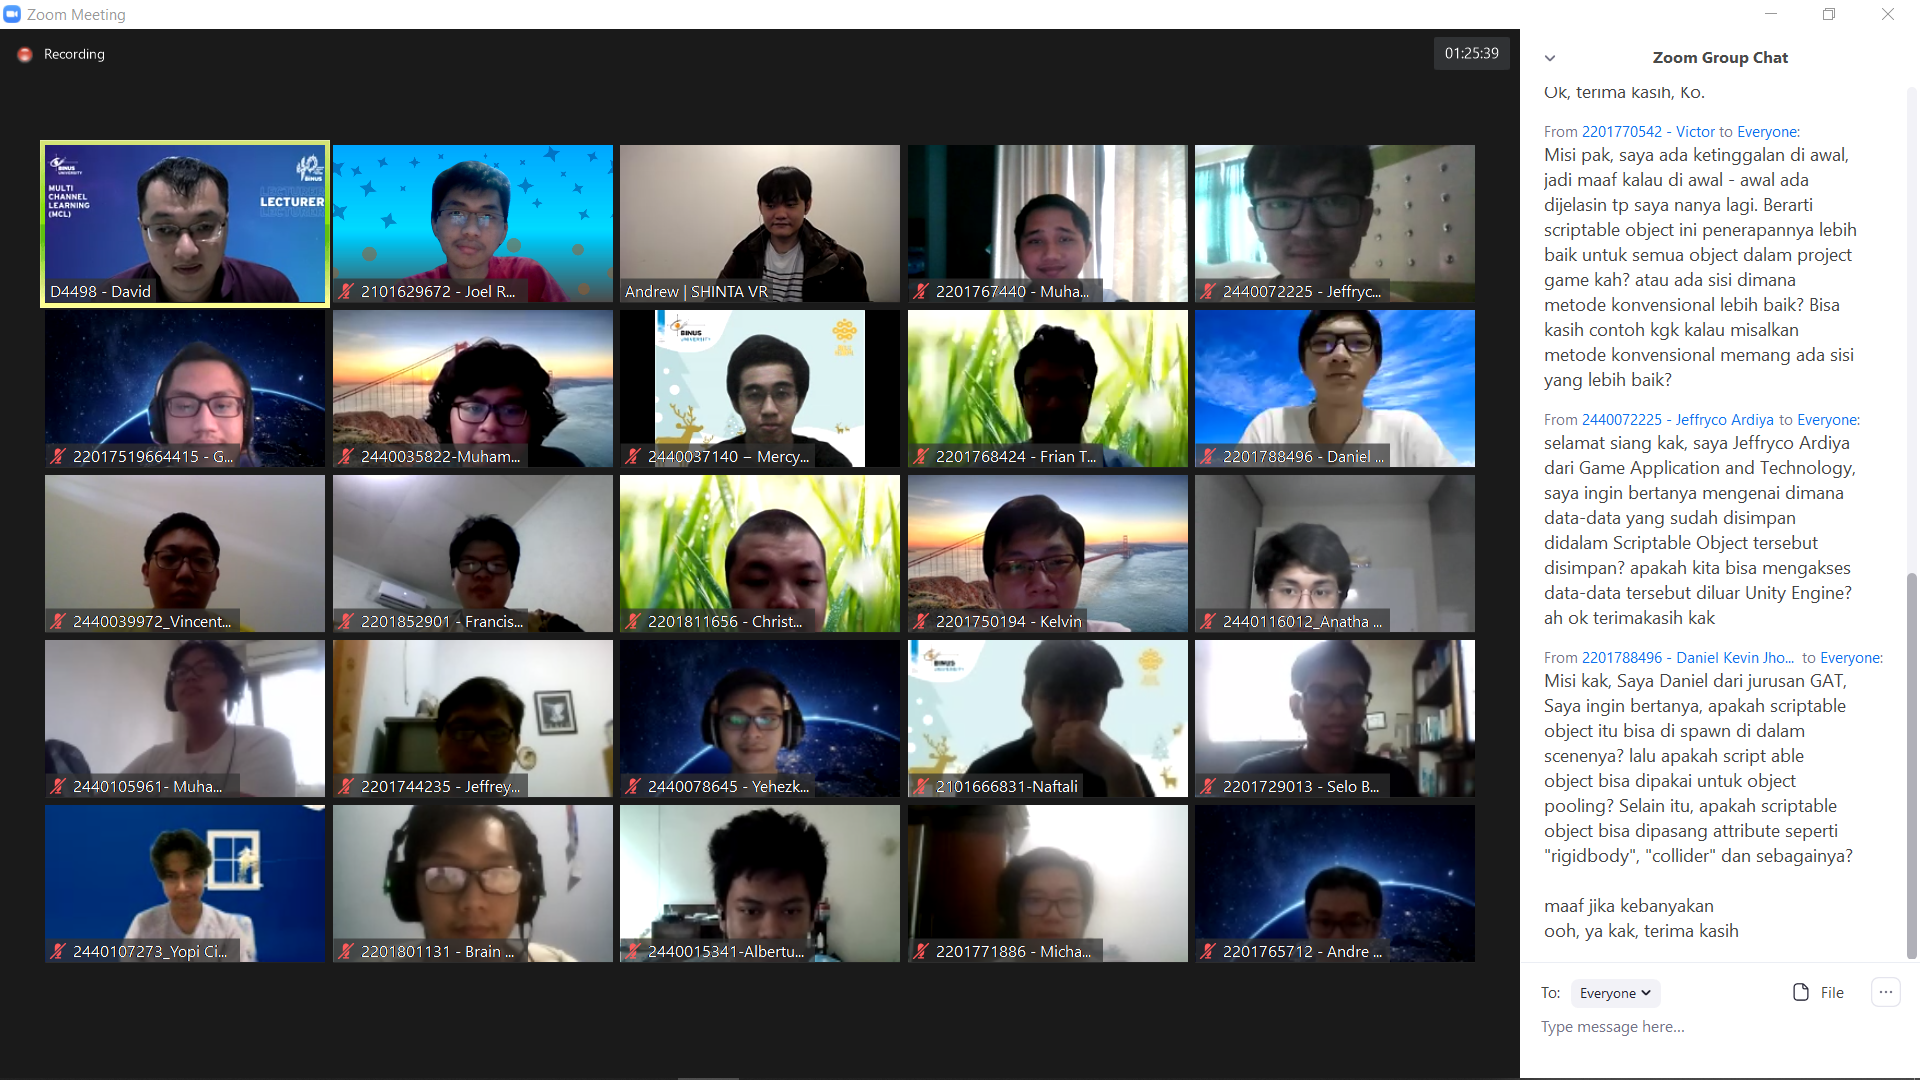 Zoom Meeting
Recording
01:25:39
BINUS
UNIVERSITY
MULTI
CHANNEL
LEARNING
(MCL)
BINUS
LECTURER
D4498 - David
2101629672 - Joel R...
Andrew | SHINTA VR
2201767440 - Muha...
2440072225 - Jeffryc...
22017519664415 - G...
2440035822-Muham...
BINUS
UNIVERSITY
2440037140 – Mercy...
2201768424 - Frian T...
2201788496 - Daniel ...
2440039972_Vincent...
2201852901 - Francis...
2201811656 - Christ...
2201750194 - Kelvin
2440116012_Anatha ...
2440105961- Muha...
2201744235 - Jeffrey...
2440078645 - Yehezk...
BINUS
2101666831-Naftali
2201729013 - Selo B...
2440107273_Yopi Ci...
2201801131 - Brain ...
2440015341-Albertu...
2201771886 - Micha...
2201765712 - Andre ...
Zoom Group Chat
Ok, terima kasih, Ko.
From 2201770542 - Victor to Everyone:
Misi pak, saya ada ketinggalan di awal,
jadi maaf kalau di awal - awal ada
dijelasin tp saya nanya lagi. Berarti
scriptable object ini penerapannya lebih
baik untuk semua object dalam project
game kah? atau ada sisi dimana
metode konvensional lebih baik? Bisa
kasih contoh kgk kalau misalkan
metode konvensional memang ada sisi
yang lebih baik?
From 2440072225 - Jeffryco Ardiya to Everyone:
selamat siang kak, saya Jeffryco Ardiya
dari Game Application and Technology,
saya ingin bertanya mengenai dimana
data-data yang sudah disimpan
didalam Scriptable Object tersebut
disimpan? apakah kita bisa mengakses
data-data tersebut diluar Unity Engine?
ah ok terimakasih kak
From 2201788496 - Daniel Kevin Jho... to Everyone:
Misi kak, Saya Daniel dari jurusan GAT,
Saya ingin bertanya, apakah scriptable
object itu bisa di spawn di dalam
scenenya? lalu apakah script able
object bisa dipakai untuk object
pooling? Selain itu, apakah scriptable
object bisa dipasang attribute seperti
"rigidbody", "collider" dan sebagainya?
maaf jika kebanyakan
ooh, ya kak, terima kasih
To: Everyone
File
Type message here...